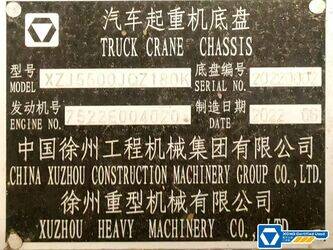 汽车起重机底盘
TRUCK CRANE CHASSIS
型号
MODEL
底盘编号
SERIAL NO.
发动机号
ENGINE NO.
制造日期
DATE
中国徐州工程机械集团有限公司
CHINA XUZHOU CONSTRUCTION MACHINERY GROUP CO., LTD
徐州重型机械有限公司
XUZHOU HEAVY MACHINERY CO., LTD
XCMG Certified Used